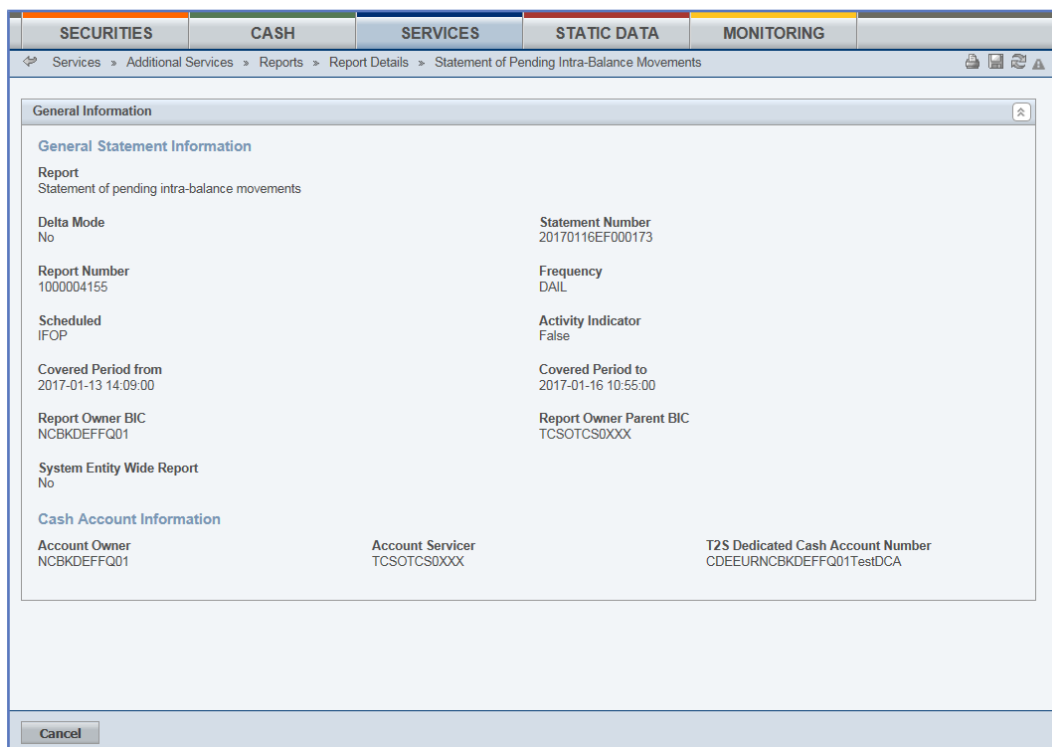 SECURITIES CASH SERVICES STATIC DATA MONITORING
Services » Additional Services » Reports » Report Details » Statement of Pending Intra-Balance Movements
General Information
General Statement Information
Report
Statement of pending intra-balance movements
Delta Mode Statement Number
No 20170116EF000173
Report Number Frequency
1000004155 DAIL
Scheduled Activity Indicator
IFOP False
Covered Period from Covered Period to
2017-01-13 14:09:00 2017-01-16 10:55:00
Report Owner BIC Report Owner Parent BIC
NCBKDEFFQ01 TCSOTCS0XXX
System Entity Wide Report
No
Cash Account Information
Account Owner Account Servicer T2S Dedicated Cash Account Number
NCBKDEFFQ01 TCSOTCS0XXX CDEEURNCBKDEFFQ01TestDCA
Cancel